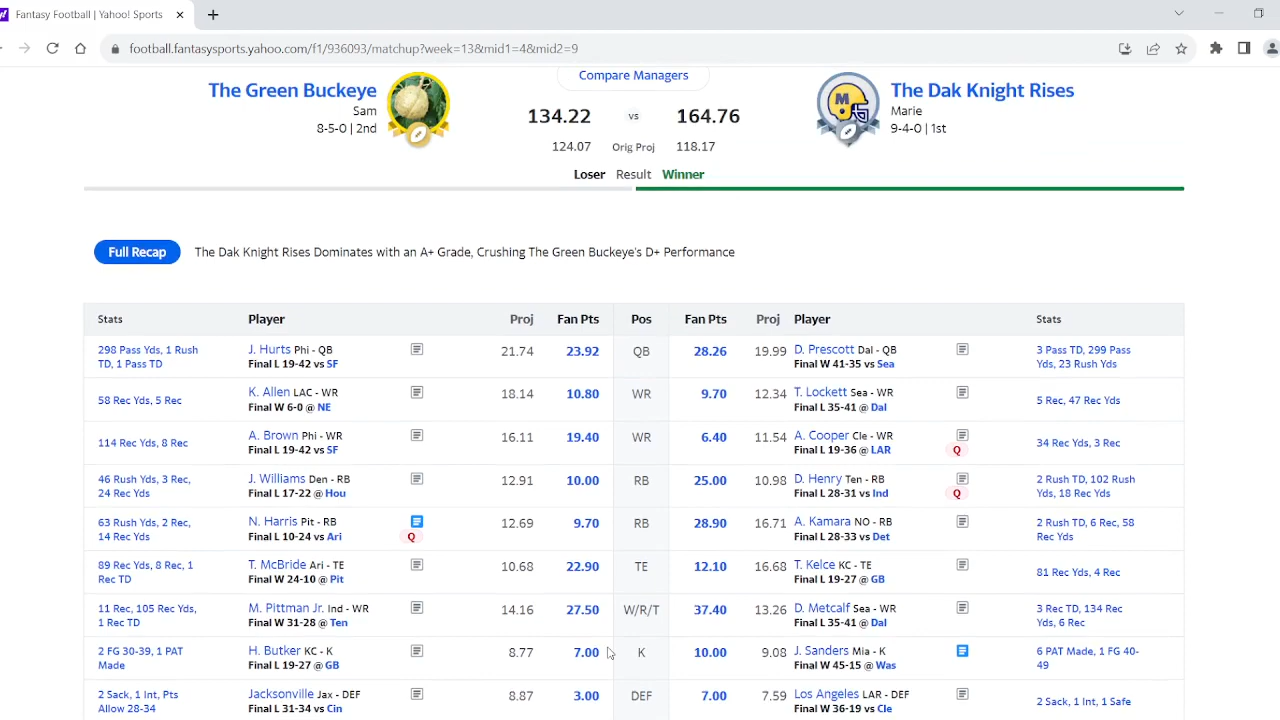 Fantasy Football | Yahoo! Sports
football.fantasysports.yahoo.com/f1/936093/matchup?week=13&mid1=4&mid2=9
Compare Managers
The Green Buckeye
Sam
8-5-0 | 2nd
134.22 vs 164.76
124.07 Orig Proj 118.17
The Dak Knight Rises
Marie
9-4-0 | 1st
Loser Result Winner
Full Recap The Dak Knight Rises Dominates with an A+ Grade, Crushing The Green Buckeye's D+ Performance
Stats Player Proj Fan Pts Pos Fan Pts Proj Player Stats
298 Pass Yds, 1 Rush J. Hurts Phi - QB 21.74 23.92 QB 28.26 19.99 D. Prescott Dal - QB 3 Pass TD, 299 Pass
TD, 1 Pass TD Final L 19-42 vs SF Final W 41-35 vs Sea Yds, 23 Rush Yds
58 Rec Yds, 5 Rec K. Allen LAC - WR 18.14 10.80 WR 9.70 12.34 T. Lockett Sea - WR 5 Rec, 47 Rec Yds
Final W 6-0 @ NE Final L 35-41 @ Dal
114 Rec Yds, 8 Rec A. Brown Phi - WR 16.11 19.40 WR 6.40 11.54 A. Cooper Cle - WR 34 Rec Yds, 3 Rec
Final L 19-42 vs SF Final L 19-36 @ LAR Q
46 Rush Yds, 3 Rec, J. Williams Den - RB 12.91 10.00 RB 25.00 10.98 D. Henry Ten - RB 2 Rush TD, 102 Rush
24 Rec Yds Final L 17-22 @ Hou Final L 28-31 vs Ind Q Yds, 18 Rec Yds
63 Rush Yds, 2 Rec, N. Harris Pit - RB 12.69 9.70 RB 28.90 16.71 A. Kamara NO - RB 2 Rush TD, 6 Rec, 58
14 Rec Yds Final L 10-24 vs Ari Q Final L 28-33 vs Det Rec Yds
89 Rec Yds, 8 Rec, 1 T. McBride Ari - TE 10.68 22.90 TE 12.10 16.68 T. Kelce KC - TE 81 Rec Yds, 4 Rec
Rec TD Final W 24-10 @ Pit Final L 19-27 @ GB
11 Rec, 105 Rec Yds, M. Pittman Jr. Ind - WR 14.16 27.50 W/R/T 37.40 13.26 D. Metcalf Sea - WR 3 Rec TD, 134 Rec
1 Rec TD Final W 31-28 @ Ten Final L 35-41 @ Dal Yds, 6 Rec
2 FG 30-39, 1 PAT H. Butker KC - K 8.77 7.00 K 10.00 9.08 J. Sanders Mia - K 6 PAT Made, 1 FG 40-
Made Final L 19-27 @ GB Final W 45-15 @ Was 49
2 Sack, 1 Int, Pts Jacksonville Jax - DEF 8.87 3.00 DEF 7.00 7.59 Los Angeles LAR - DEF 2 Sack, 1 Int, 1 Safe
Allow 28-34 Final L 31-34 vs Cin Final W 36-19 vs Cle